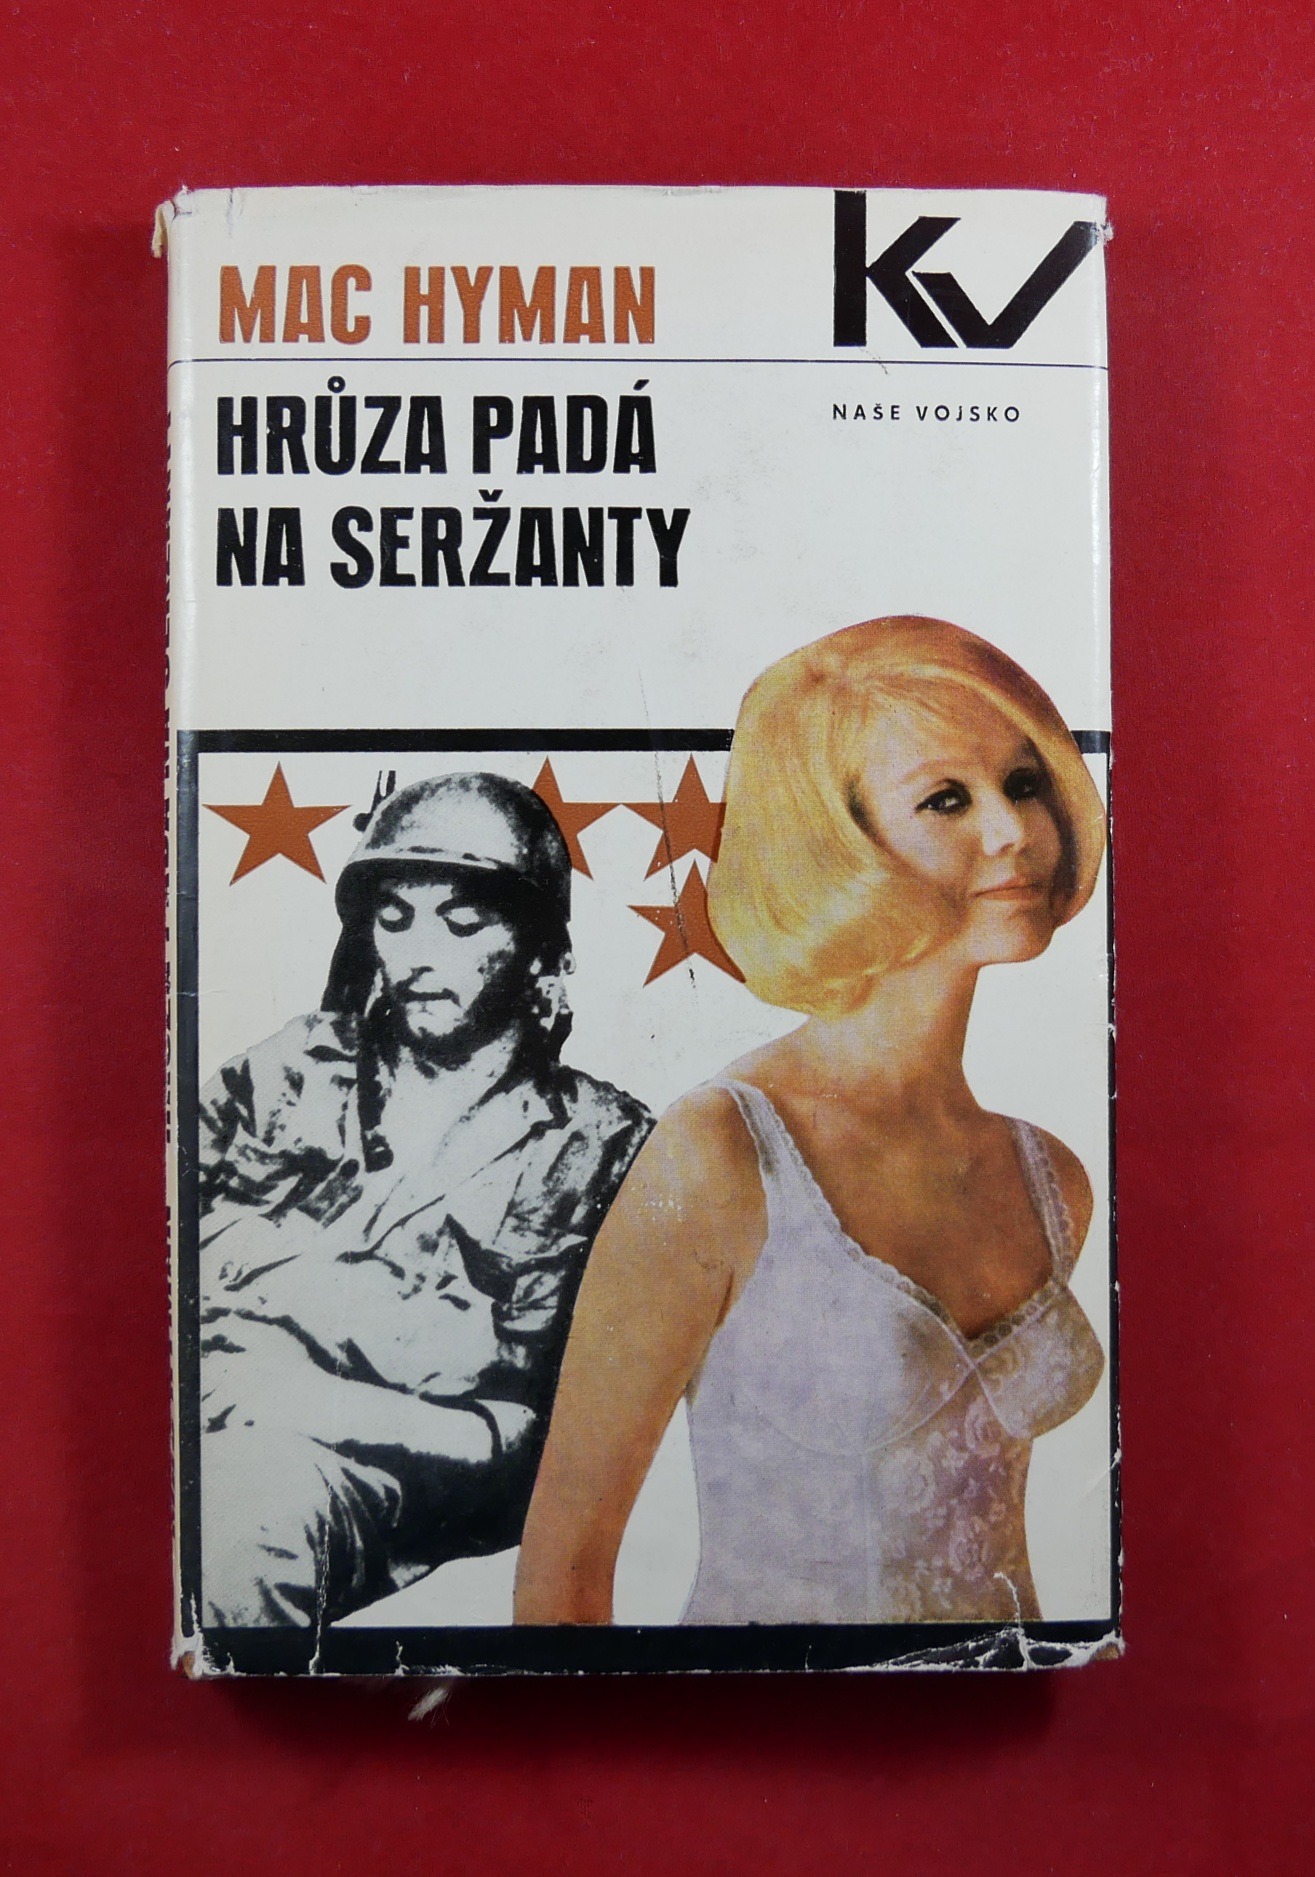 MAC HYMAN
KV
HRŮZA PADÁ
NA SERŽANTY
NAŠE VOJSKO